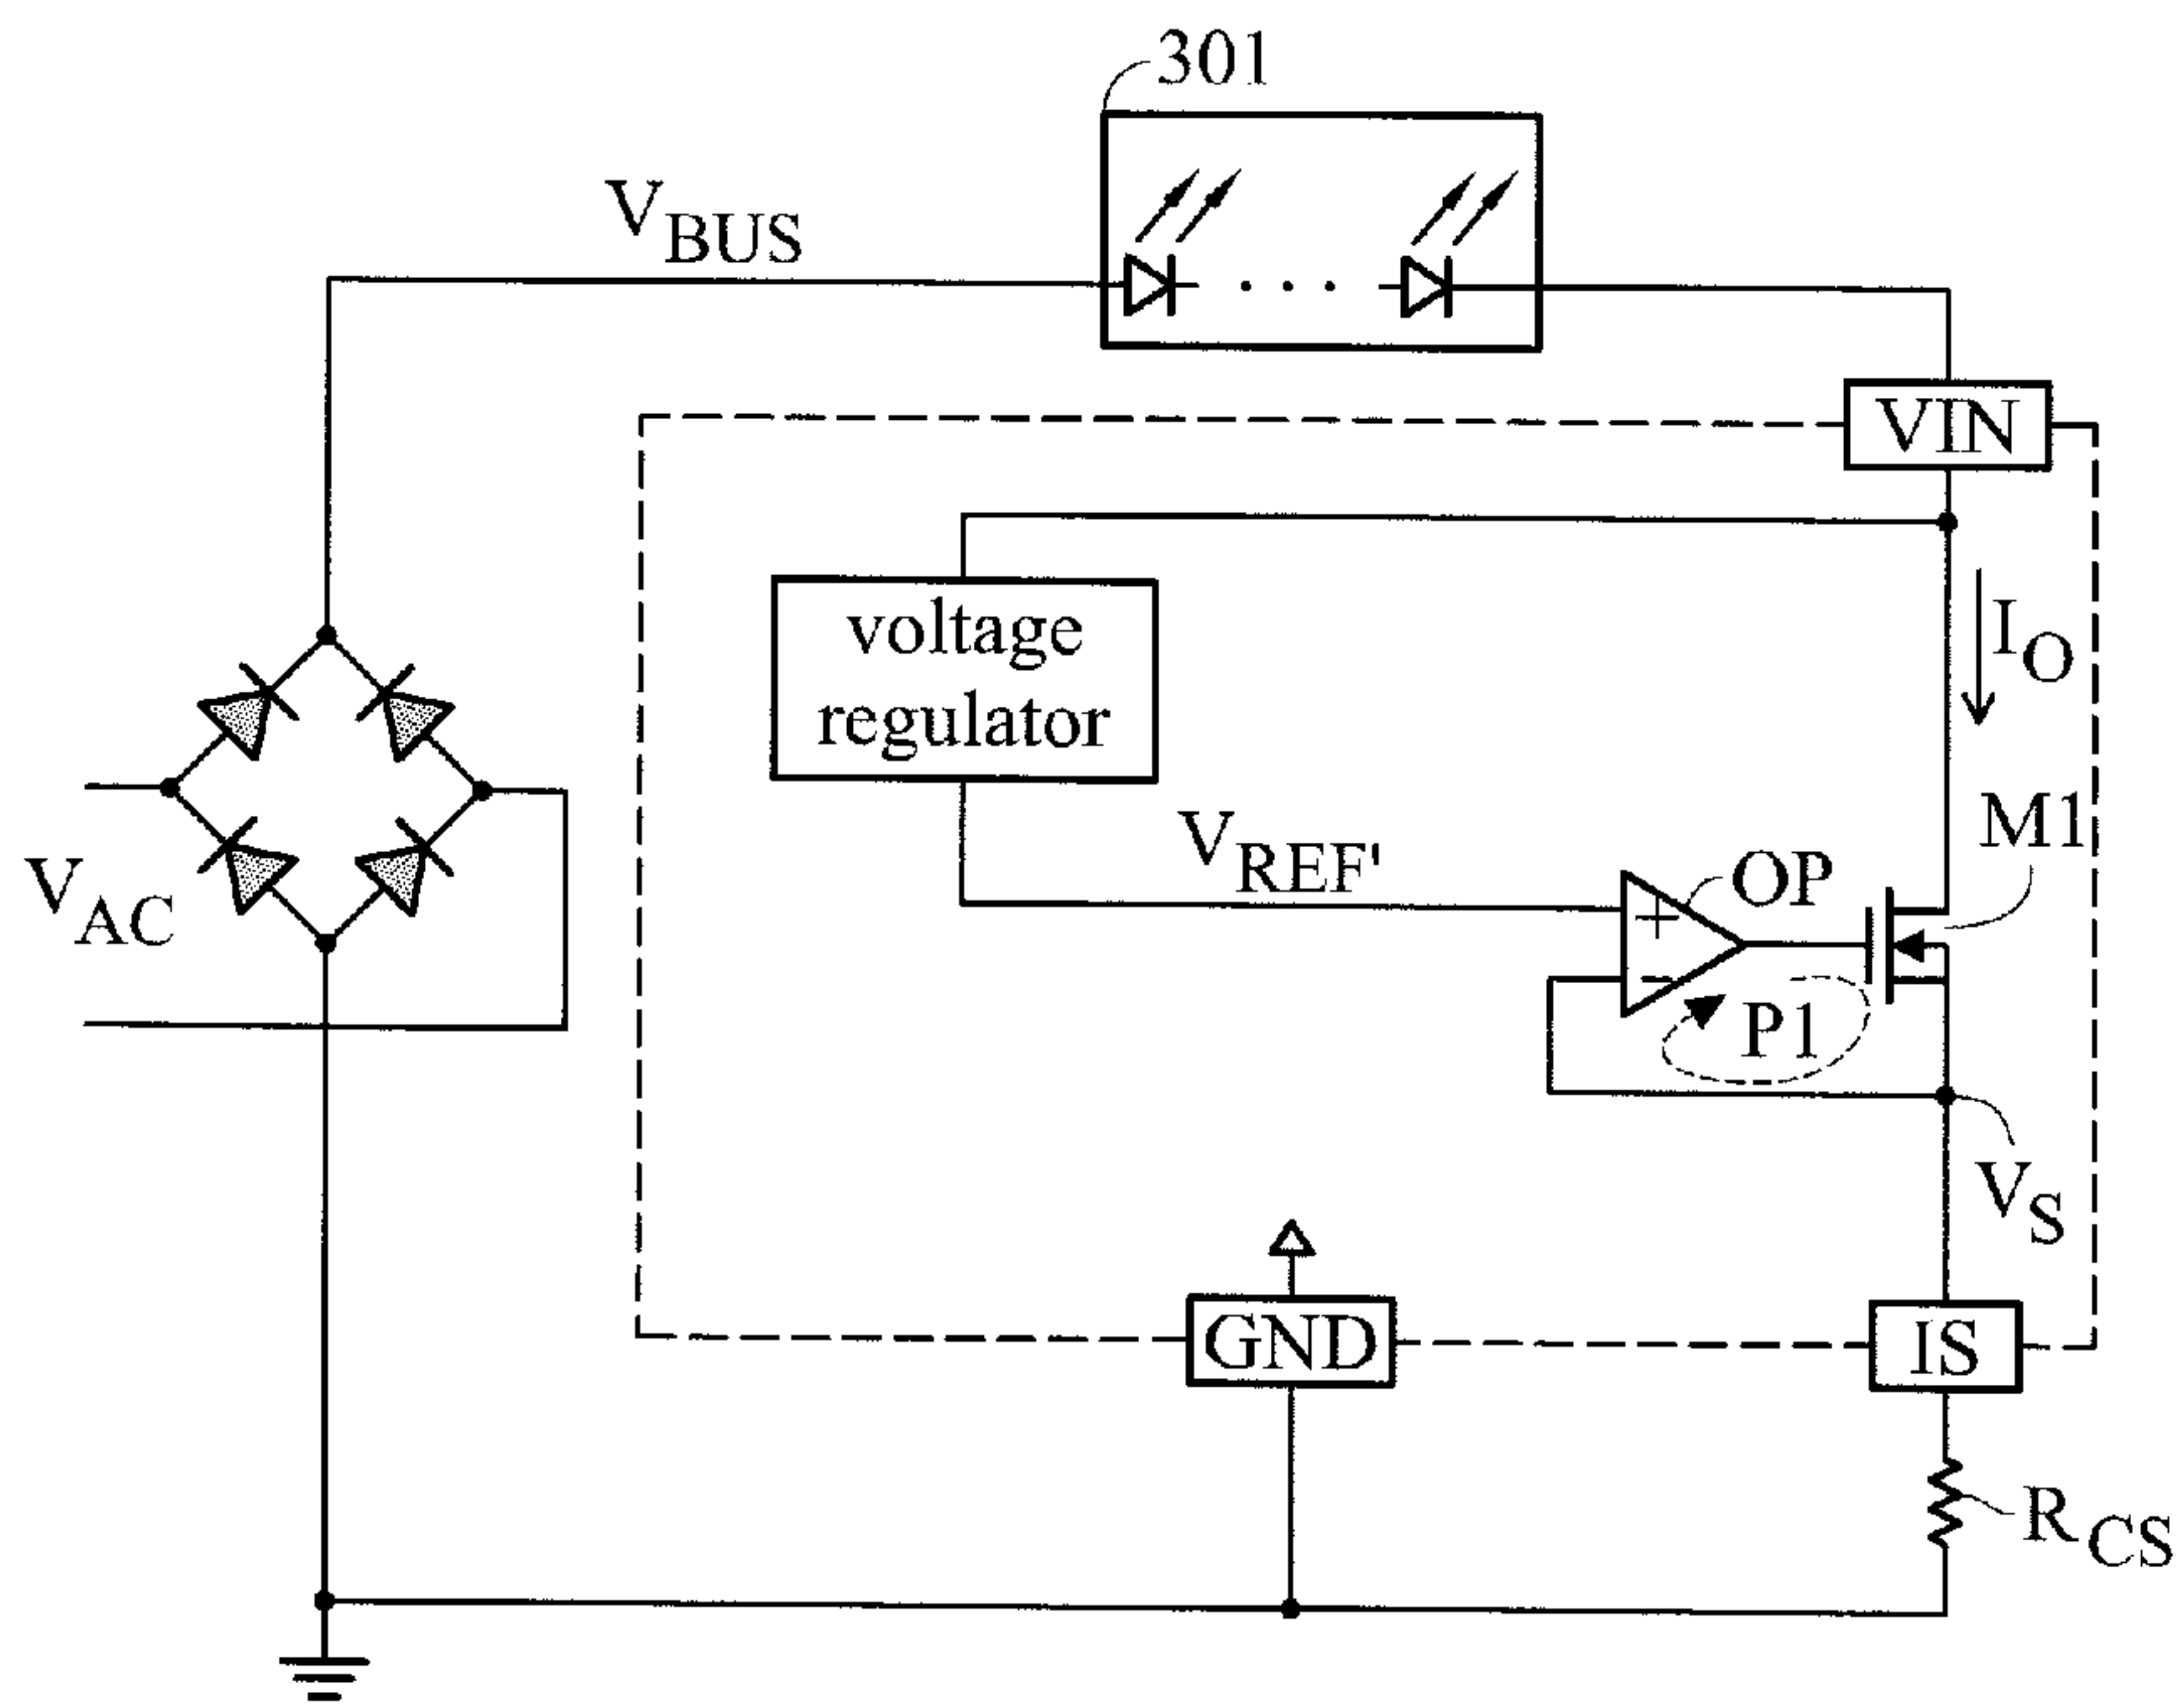 301
VBUS
VIN
voltage
regulator
IO
M1
VREF'
OP
+
VAC
−
P1
VS
GND
IS
RCS